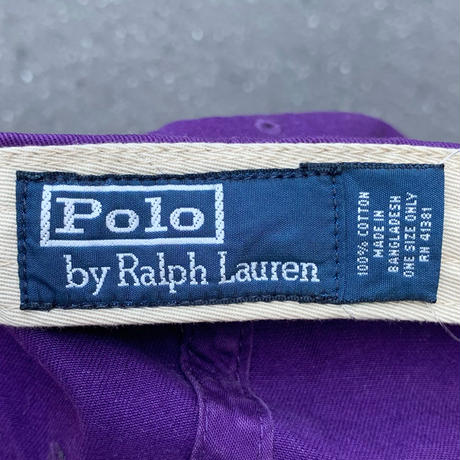 Polo
by Ralph Lauren
100% COTTON
MADE IN
BANGLADESH
ONE SIZE ONLY
RN 41381